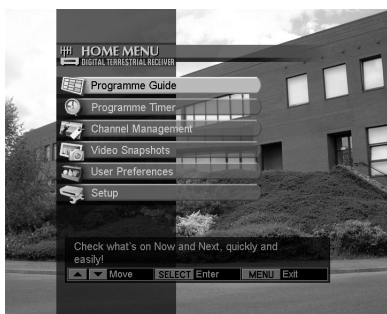 HOME MENU
DIGITAL TERRESTRIAL RECEIVER
Programme Guide
Programme Timer
Channel Management
Video Snapshots
User Preferences
Setup
Check what's on Now and Next, quickly and
easily!
Move SELECT Enter MENU Exit